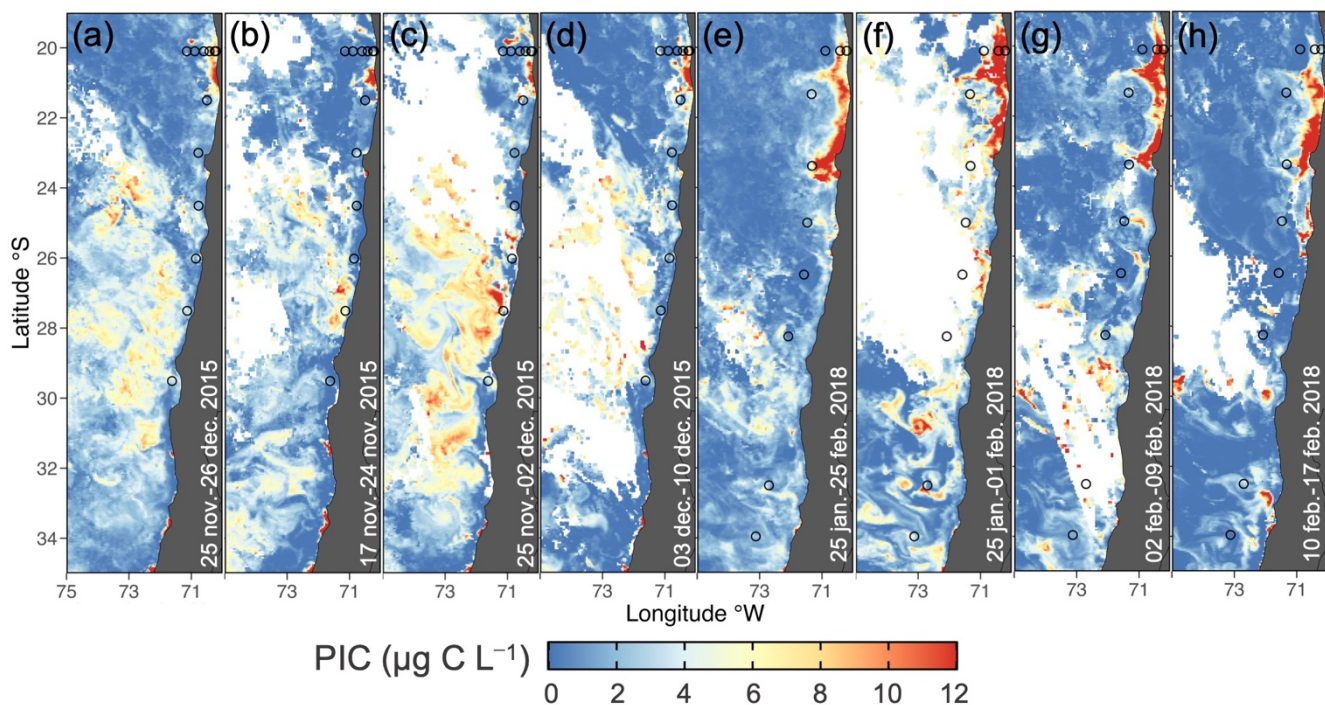 (a) (b) (c) (d) (e) (f) (g) (h)
20
22
24
26
28
30
32
34
Latitude °S
25 nov.-26 dec. 2015
17 nov.-24 nov. 2015
25 nov.-02 dec. 2015
03 dec.-10 dec. 2015
25 jan.-25 feb. 2018
25 jan.-01 feb. 2018
02 feb.-09 feb. 2018
10 feb.-17 feb. 2018
75 73 71 73 71 73 71 73 71 73 71 73 71 73 71 73 71
Longitude °W
PIC (µg C L⁻¹)
0 2 4 6 8 10 12